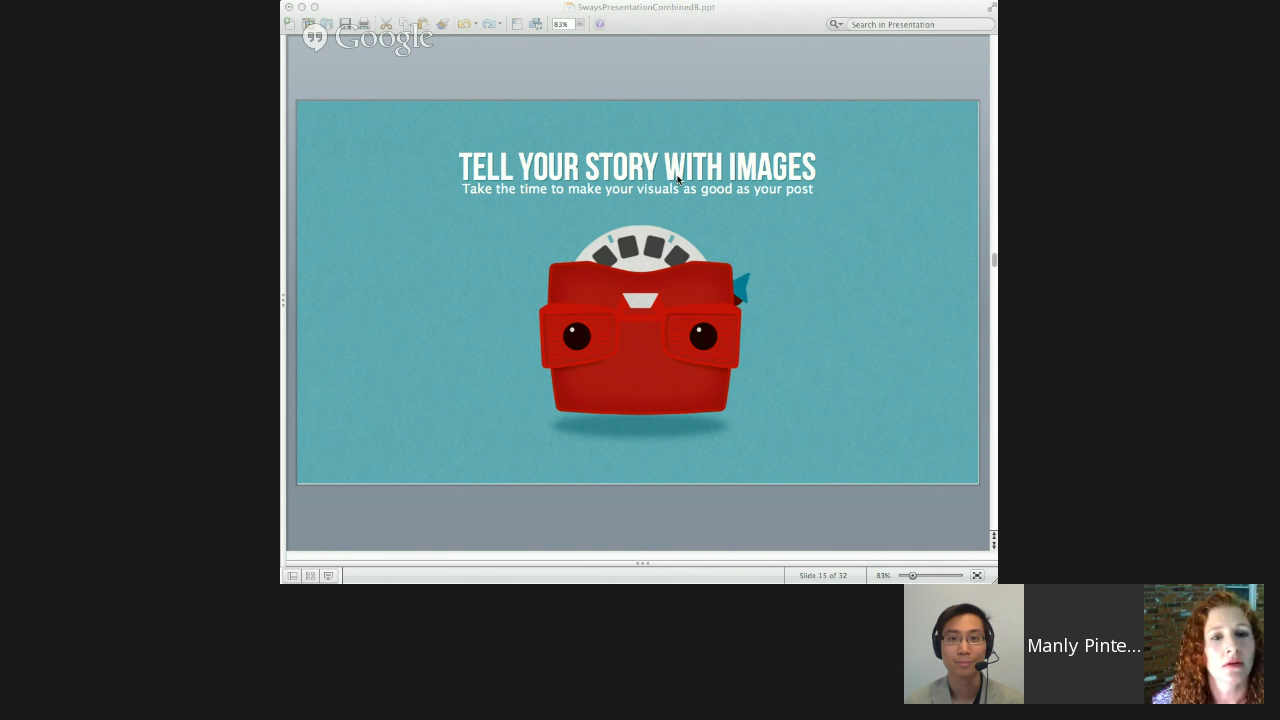 SwaysPresentationCombined8.ppt
83%
Search in Presentation
Google
TELL YOUR STORY WITH IMAGES
Take the time to make your visuals as good as your post
Slide 15 of 32
83%
Manly Pinte...